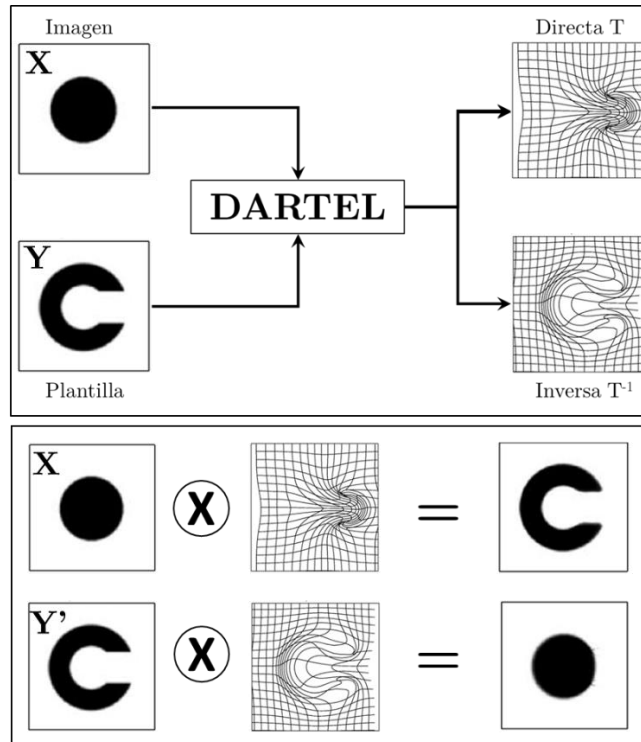 Imagen
Directa T
X
DARTEL
Y
Plantilla
Inversa T-1
X
X
=
Y'
X
=